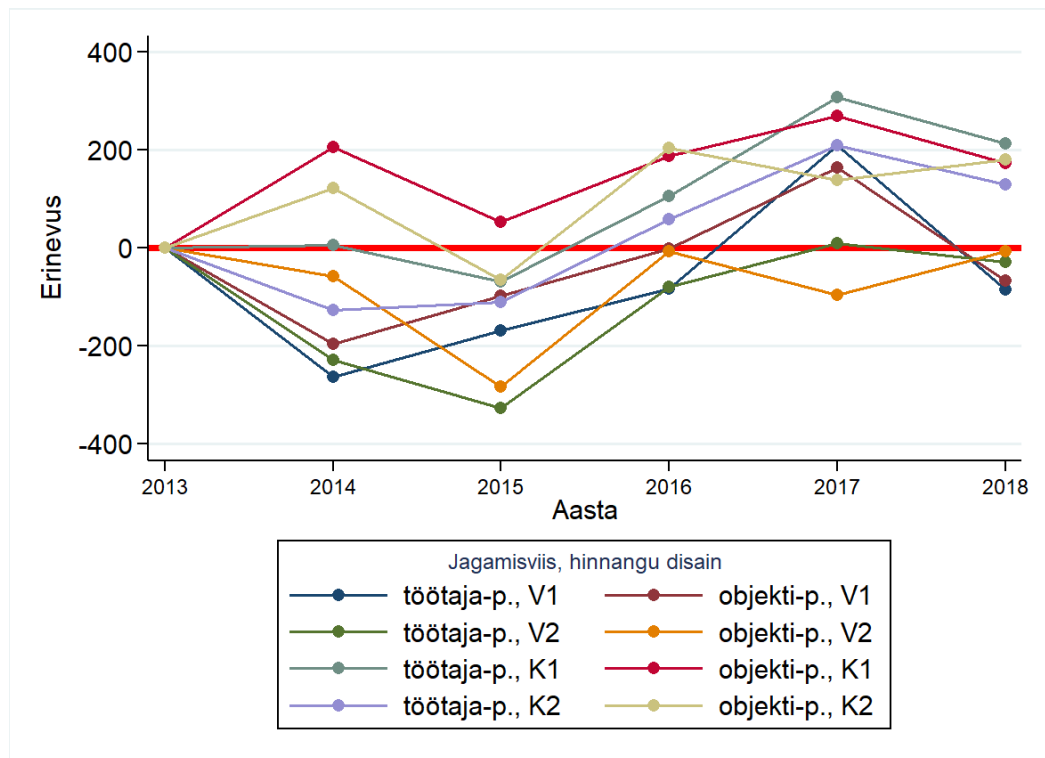 400
200
0
-200
-400
Erinevus
2013 2014 2015 2016 2017 2018
Aasta
Jagamisviis, hinnangu disain
töötaja-p., V1 objekti-p., V1
töötaja-p., V2 objekti-p., V2
töötaja-p., K1 objekti-p., K1
töötaja-p., K2 objekti-p., K2